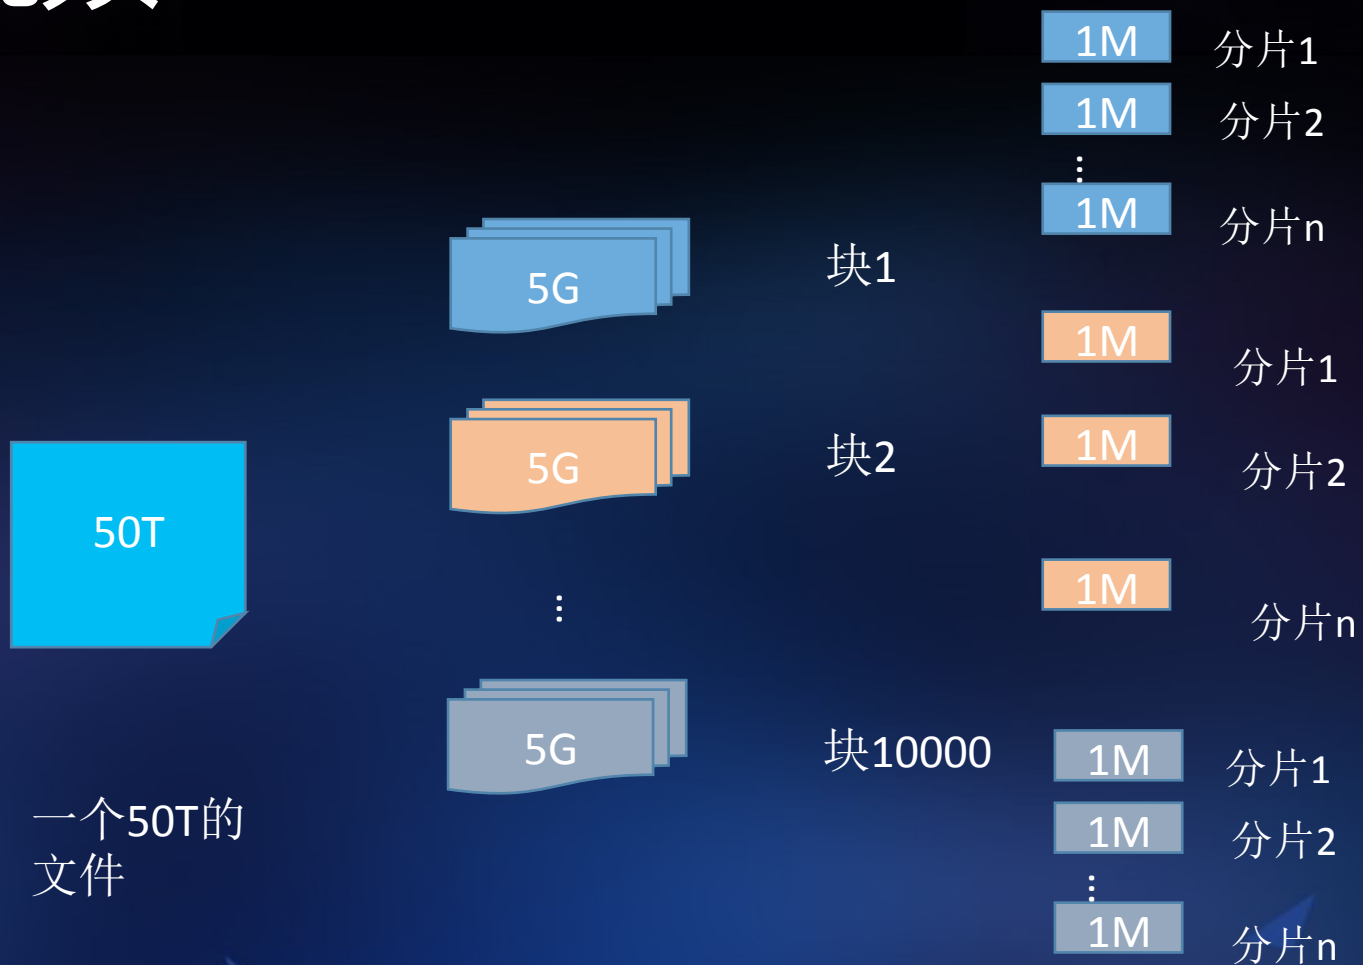 1M 分片1
1M 分片2
...
1M 分片n
5G 块1
1M 分片1
5G 块2
1M 分片2
50T
1M 分片n
...
5G 块10000
1M 分片1
一个50T的
文件
1M 分片2
...
1M 分片n